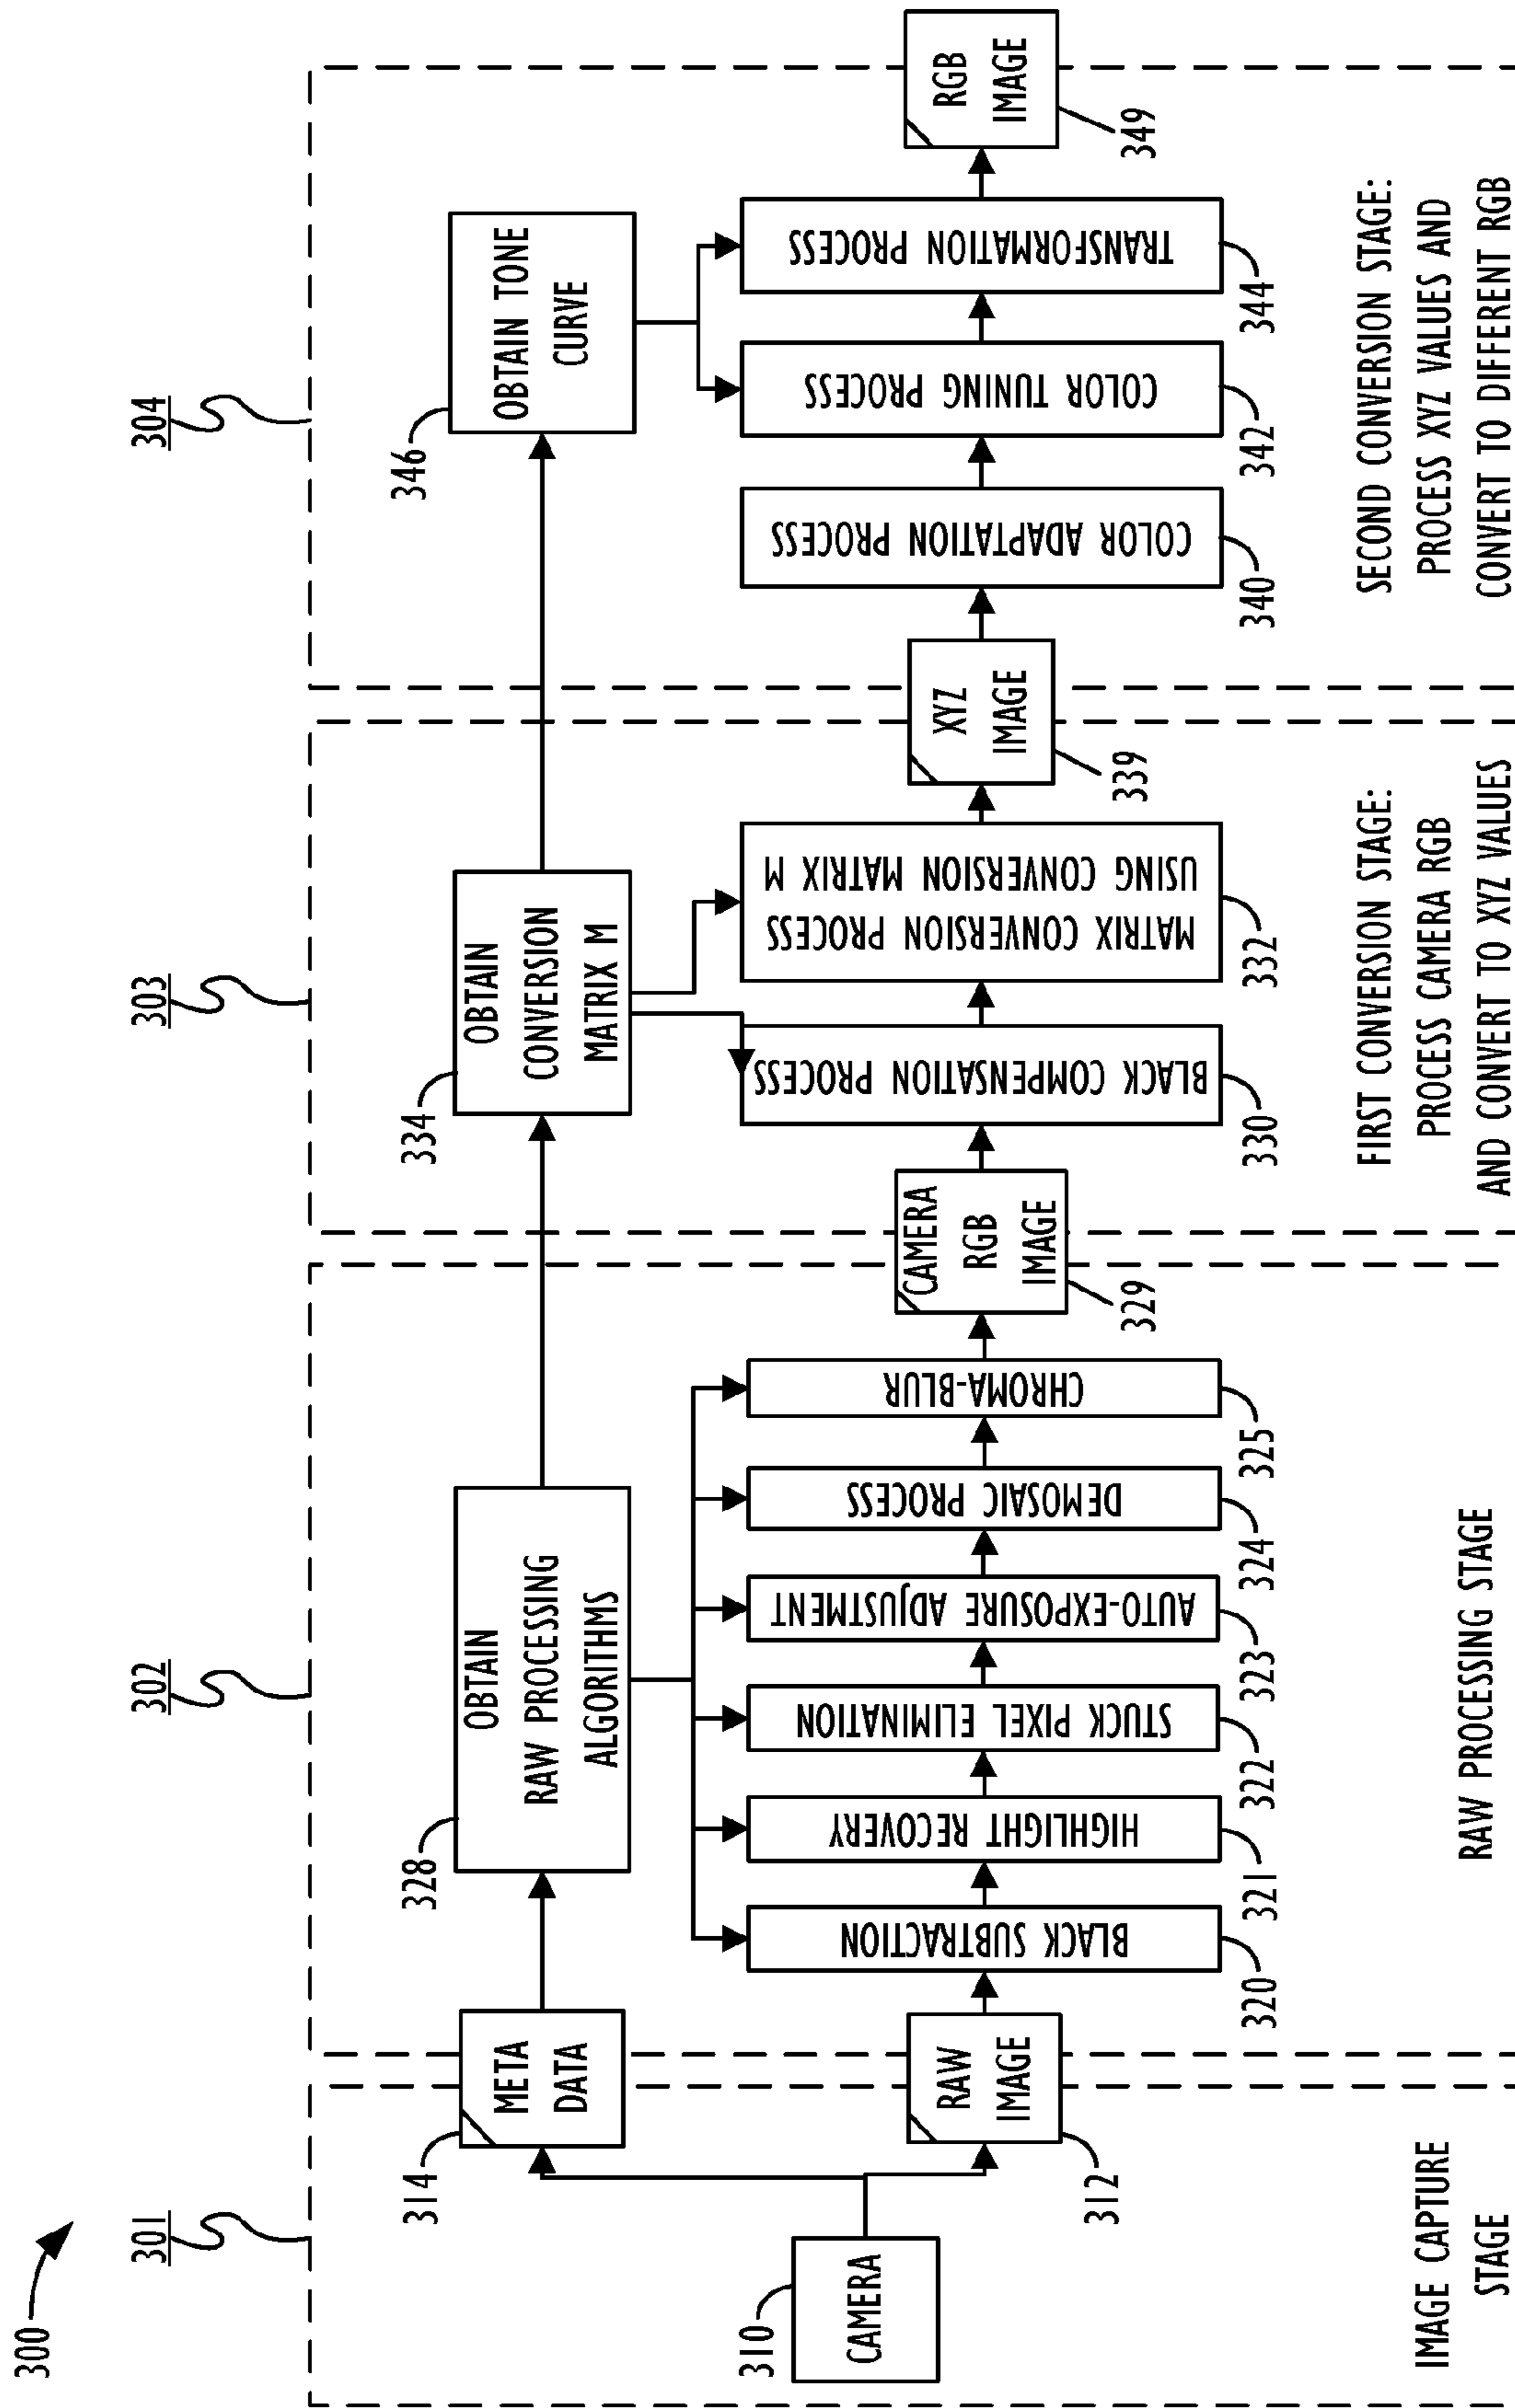 300
301
302
303
304
310
CAMERA
314
META
DATA
RAW
IMAGE
312
328
OBTAIN
RAW PROCESSING
ALGORITHMS
BLACK SUBTRACTION
320
HIGHLIGHT RECOVERY
321
STUCK PIXEL ELIMINATION
322
AUTO-EXPOSURE ADJUSTMENT
323
DEMOSAIC PROCESS
324
CHROMA-BLUR
325
CAMERA
RGB
IMAGE
329
334
OBTAIN
CONVERSION
MATRIX M
BLACK COMPENSATION PROCESS
330
MATRIX CONVERSION PROCESS
USING CONVERSION MATRIX M
332
XYZ
IMAGE
339
346
OBTAIN TONE
CURVE
COLOR ADAPTATION PROCESS
340
COLOR TUNING PROCESS
342
TRANSFORMATION PROCESS
344
RGB
IMAGE
349
IMAGE CAPTURE
STAGE
RAW PROCESSING STAGE
FIRST CONVERSION STAGE:
PROCESS CAMERA RGB
AND CONVERT TO XYZ VALUES
SECOND CONVERSION STAGE:
PROCESS XYZ VALUES AND
CONVERT TO DIFFERENT RGB